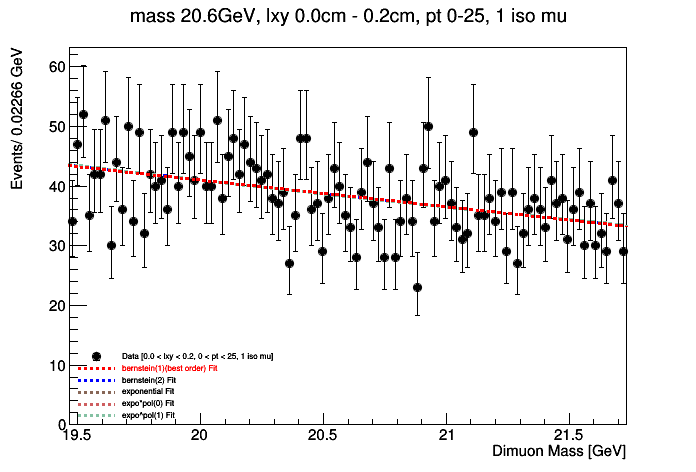 mass 20.6GeV, lxy 0.0cm - 0.2cm, pt 0-25, 1 iso mu
Events/ 0.02266 GeV
60
50
40
30
20
10
0
Data [0.0 < lxy < 0.2, 0 < pt < 25, 1 iso mu]
bernstein(1)(best order) Fit
bernstein(2) Fit
exponential Fit
expo*pol(0) Fit
expo^pol(1) Fit
19.5 20 20.5 21 21.5
Dimuon Mass [GeV]